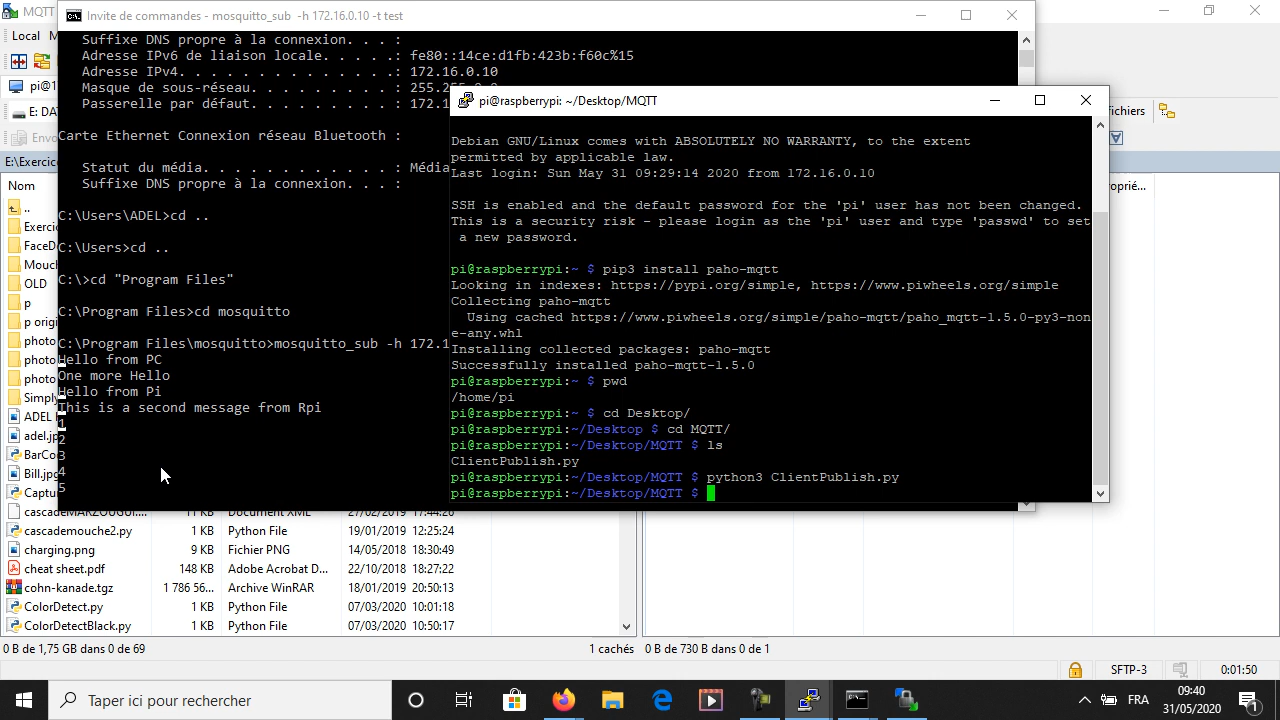 MQTT
Invite de commandes - mosquitto_sub -h 172.16.0.10 -t test
Local
pi@1
E: DA
Envo
E:\Exercic
Nom
..
Exercic
FaceD
Mouch
OLD
p
p origi
photo
photo
photo
Simply
ADEL
adel.jp
BarCo
Bill.jpg
Captu
Suffixe DNS propre à la connexion. . . :
Adresse IPv6 de liaison locale. . . . .: fe80::14ce:d1fb:423b:f60c%15
Adresse IPv4. . . . . . . . . . . . . .: 172.16.0.10
Masque de sous-réseau. . . . . . . . . : 255.25
Passerelle par défaut. . . . . . . . . : 172.1
Carte Ethernet Connexion réseau Bluetooth :
Statut du média. . . . . . . . . . . . : Média
Suffixe DNS propre à la connexion. . . :
C:\Users\ADEL>cd ..
C:\Users>cd ..
C:\>cd "Program Files"
C:\Program Files>cd mosquitto
C:\Program Files\mosquitto>mosquitto_sub -h 172.1
Hello from PC
One more Hello
Hello from Pi
This is a second message from Rpi
1
2
3
4
5
pi@raspberrypi: ~/Desktop/MQTT
Debian GNU/Linux comes with ABSOLUTELY NO WARRANTY, to the extent
permitted by applicable law.
Last login: Sun May 31 09:29:14 2020 from 172.16.0.10
SSH is enabled and the default password for the 'pi' user has not been changed.
This is a security risk - please login as the 'pi' user and type 'passwd' to set
a new password.
pi@raspberrypi:~ $ pip3 install paho-mqtt
Looking in indexes: https://pypi.org/simple, https://www.piwheels.org/simple
Collecting paho-mqtt
Using cached https://www.piwheels.org/simple/paho-mqtt/paho_mqtt-1.5.0-py3-non
e-any.whl
Installing collected packages: paho-mqtt
Successfully installed paho-mqtt-1.5.0
pi@raspberrypi:~ $ pwd
/home/pi
pi@raspberrypi:~ $ cd Desktop/
pi@raspberrypi:~/Desktop $ cd MQTT/
pi@raspberrypi:~/Desktop/MQTT $ ls
ClientPublish.py
pi@raspberrypi:~/Desktop/MQTT $ python3 ClientPublish.py
pi@raspberrypi:~/Desktop/MQTT $
ichiers
oprié...
cascadeMARZOUGUI.... 11 KB Document XML 27/02/2020 17:44:20
cascademouche2.py 1 KB Python File 19/01/2019 12:25:24
charging.png 9 KB Fichier PNG 14/05/2018 18:30:49
cheat sheet.pdf 148 KB Adobe Acrobat D... 22/10/2018 18:27:22
cohn-kanade.tgz 1 786 56... Archive WinRAR 18/01/2019 20:50:13
ColorDetect.py 1 KB Python File 07/03/2020 10:01:18
ColorDetectBlack.py 1 KB Python File 07/03/2020 10:50:17
0 B de 1,75 GB dans 0 de 69 1 cachés 0 B de 730 B dans 0 de 1
SFTP-3 0:01:50
Taper ici pour rechercher
FRA
09:40
31/05/2020
1